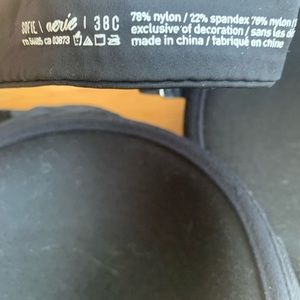 aerie | 38C
78% nylon / 22% spandex 78% nylon /
exclusive of decoration / sans les dé
made in china / fabriqué en chine